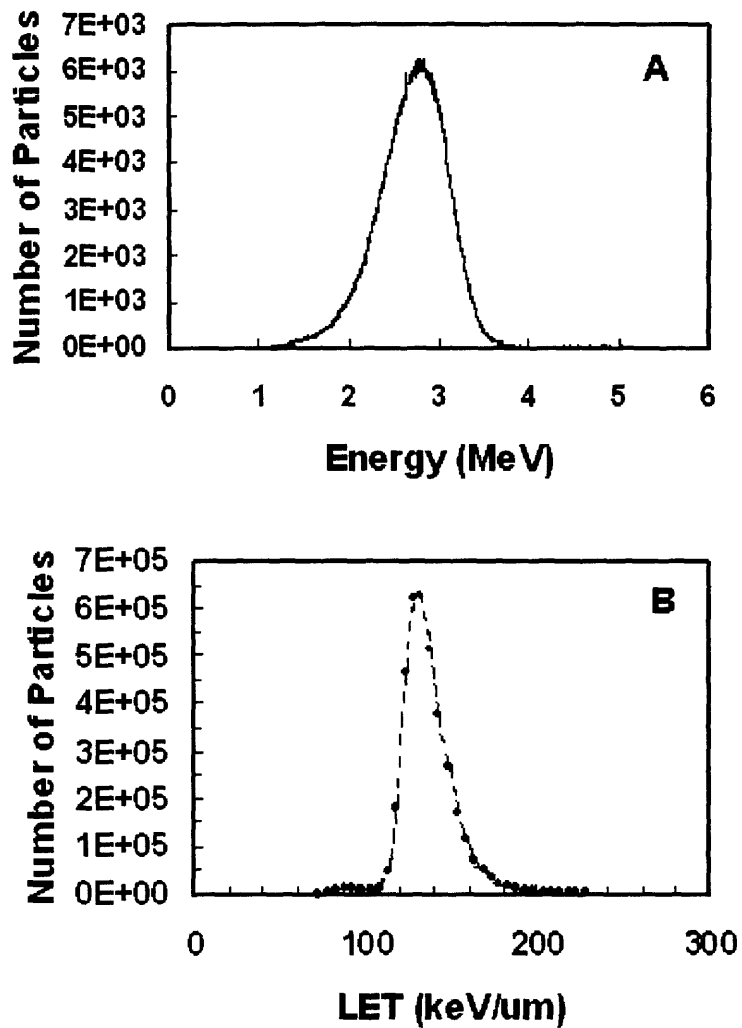 7E+03
6E+03
5E+03
4E+03
3E+03
2E+03
1E+03
0E+00
Number of Particles
A
0 1 2 3 4 5 6
Energy (MeV)
7E+05
6E+05
5E+05
4E+05
3E+05
2E+05
1E+05
0E+00
Number of Particles
B
0 100 200 300
LET (keV/um)